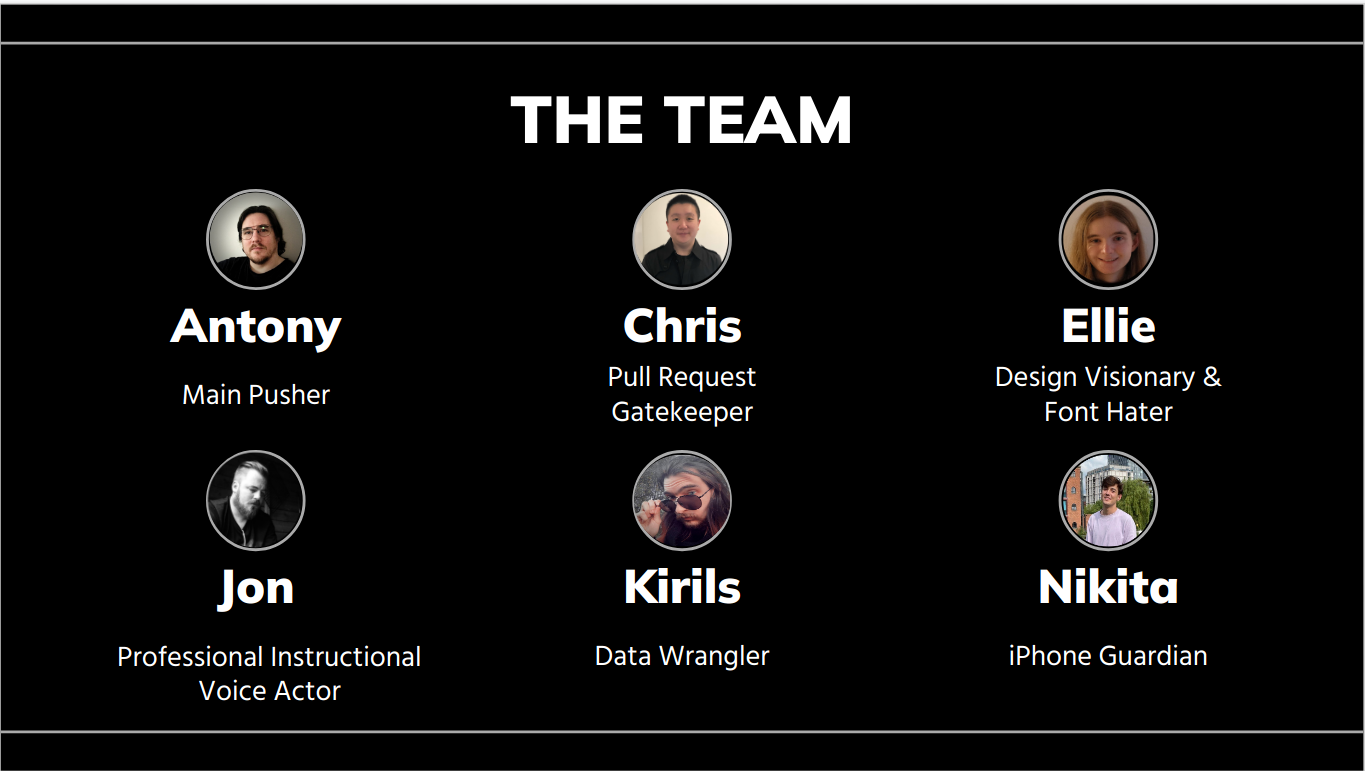 THE TEAM
Antony
Main Pusher
Chris
Pull Request
Gatekeeper
Ellie
Design Visionary &
Font Hater
Jon
Professional Instructional
Voice Actor
Kirils
Data Wrangler
Nikita
iPhone Guardian